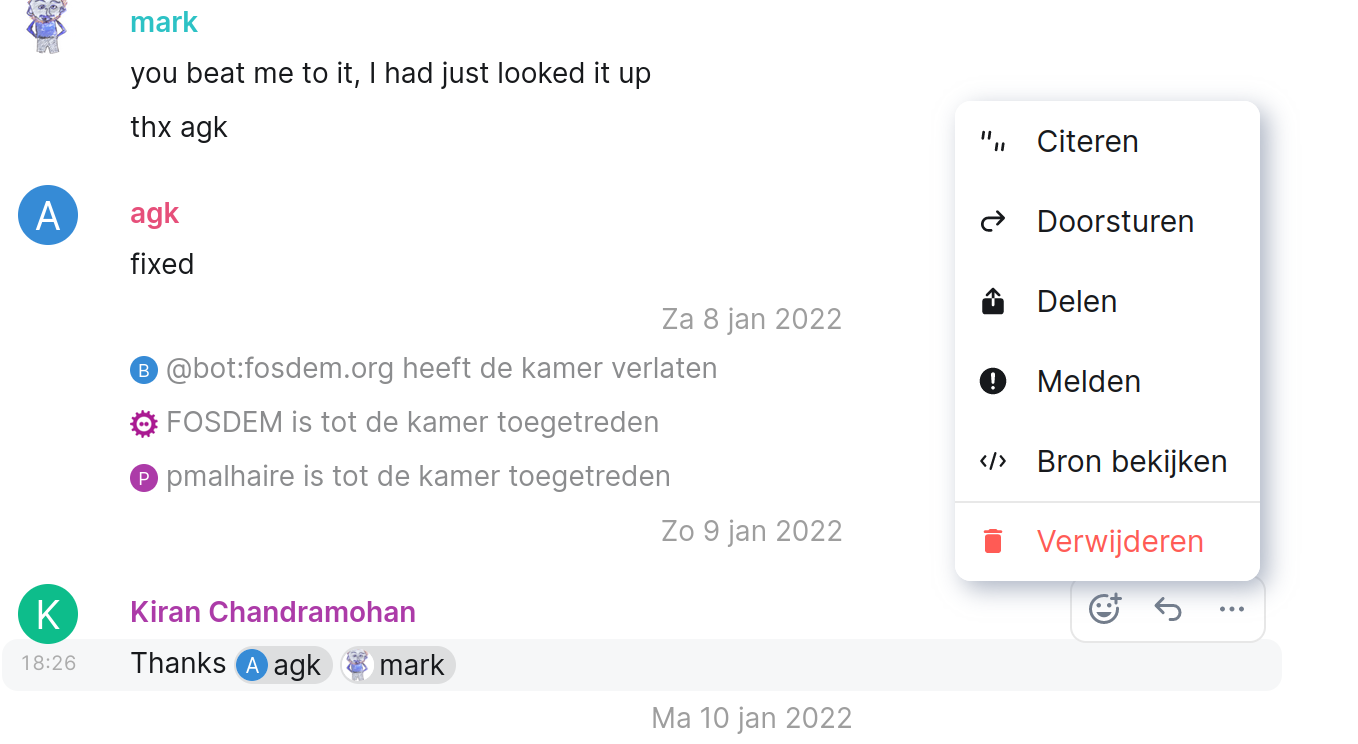 mark
you beat me to it, I had just looked it up
thx agk
A agk
fixed
Za 8 jan 2022
B @bot:fosdem.org heeft de kamer verlaten
FOSDEM is tot de kamer toegetreden
P pmalhaire is tot de kamer toegetreden
Zo 9 jan 2022
K Kiran Chandramohan
18:26 Thanks A agk mark
Ma 10 jan 2022
Citeren
Doorsturen
Delen
Melden
Bron bekijken
Verwijderen